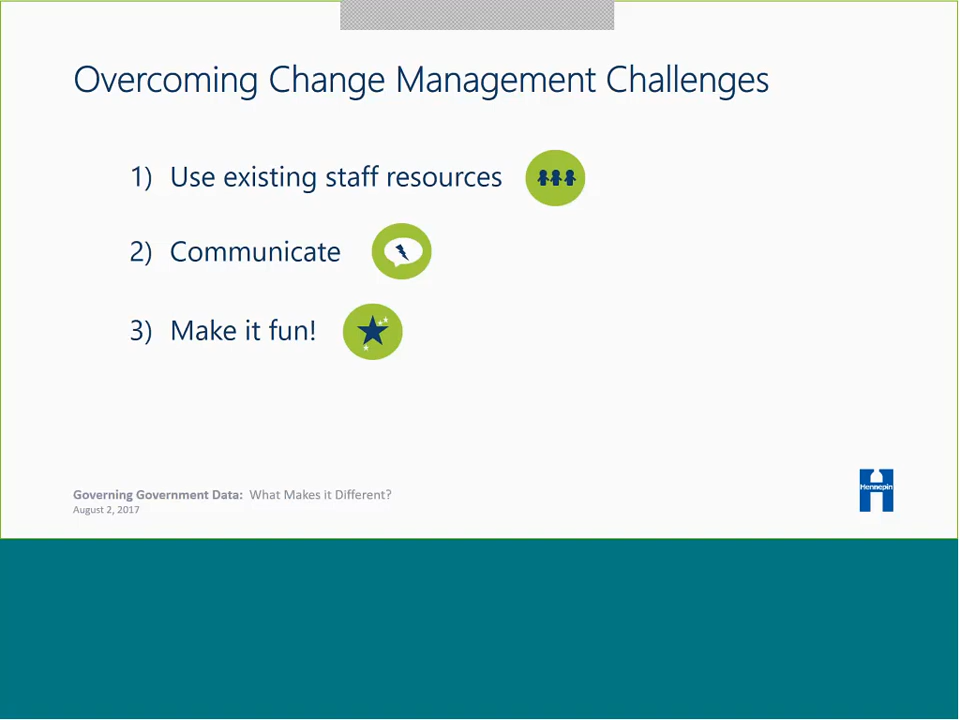 Overcoming Change Management Challenges
1) Use existing staff resources
2) Communicate
3) Make it fun!
Governing Government Data: What Makes it Different?
August 2, 2017
Hennepin